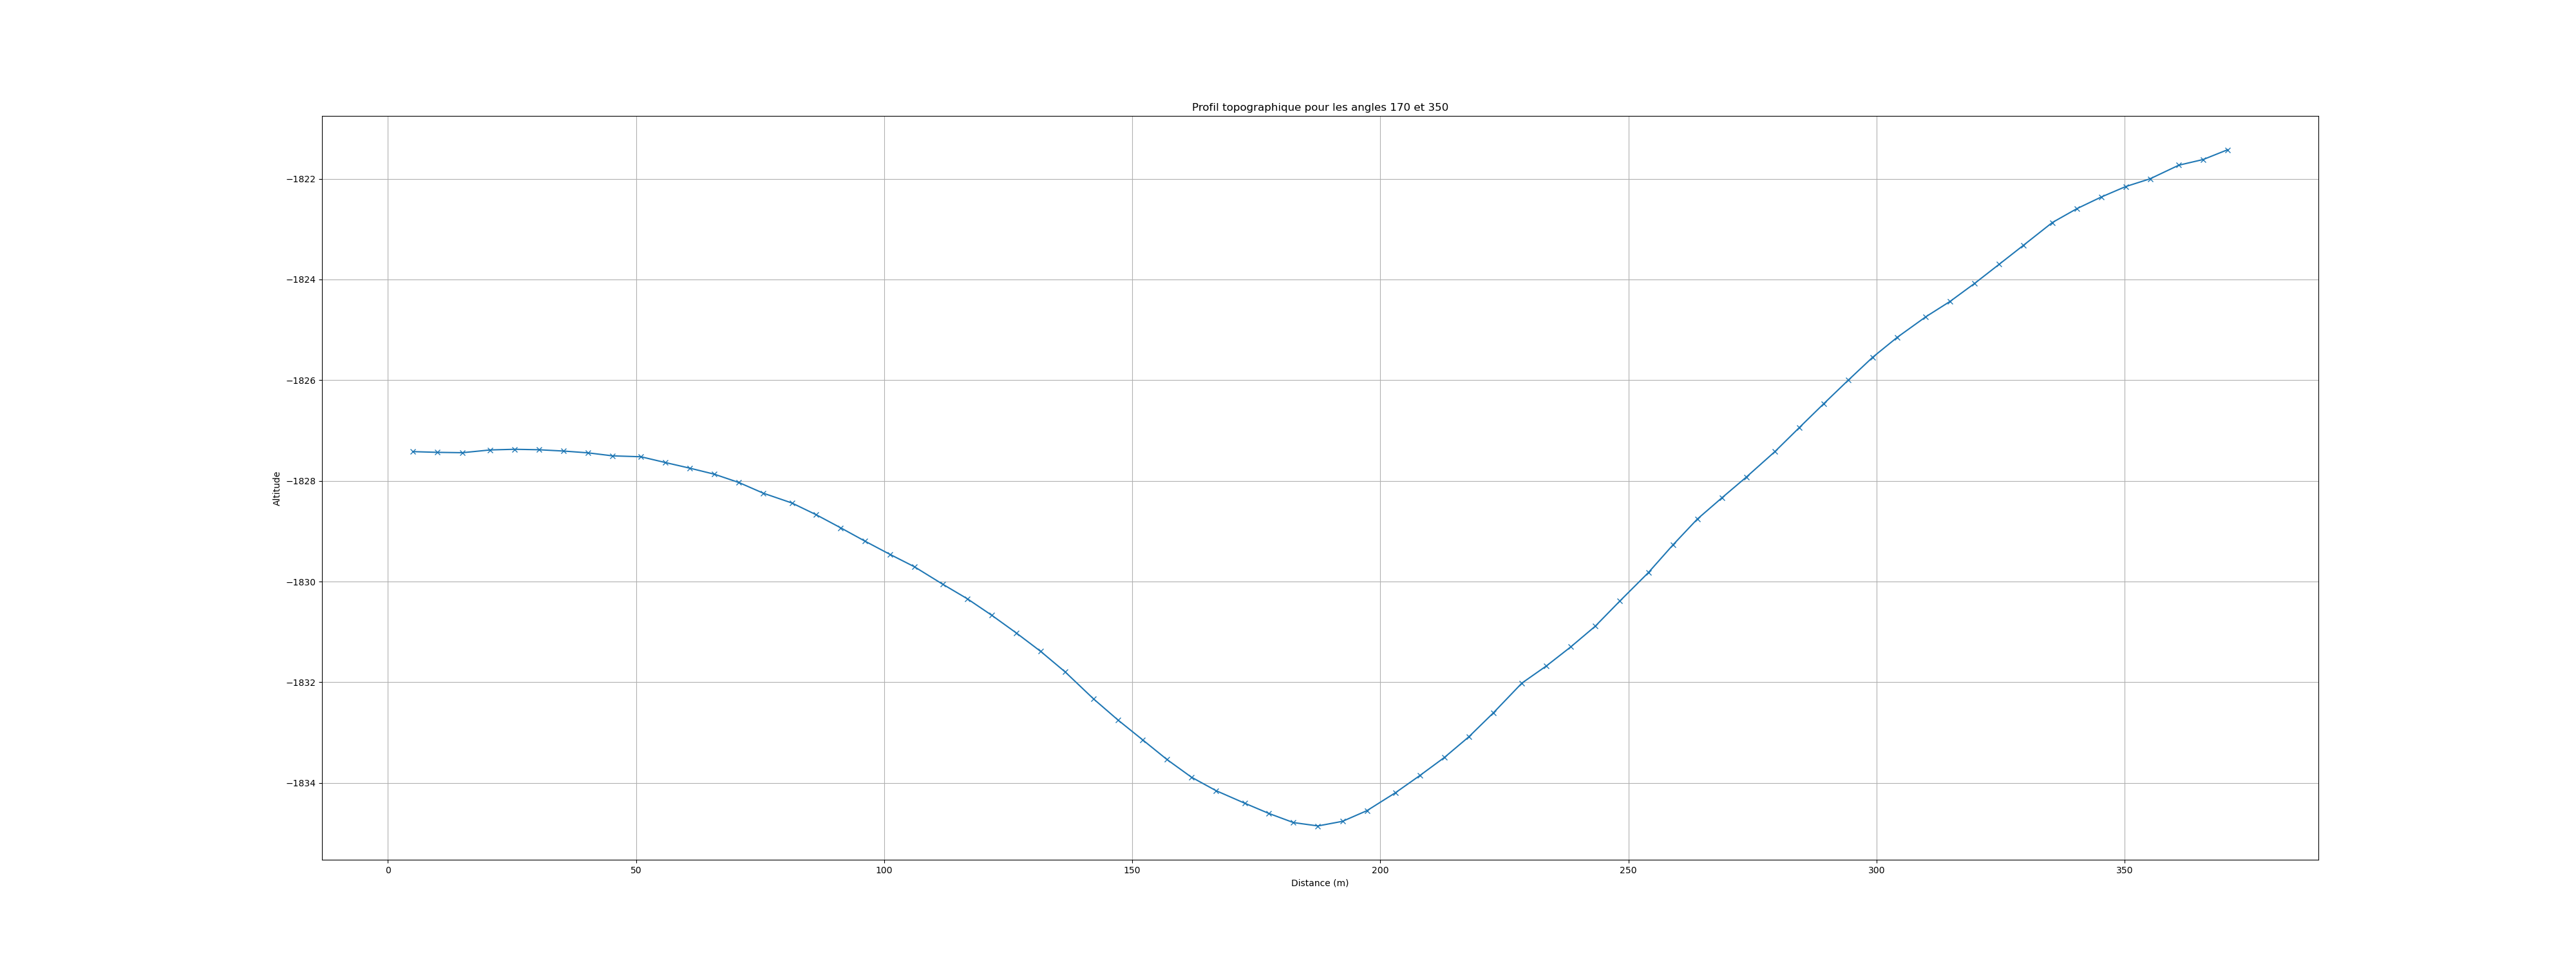 Profil topographique pour les angles 170 et 350
−1822
−1824
−1826
−1828
−1830
−1832
−1834
Altitude
0 50 100 150 200 250 300 350
Distance (m)